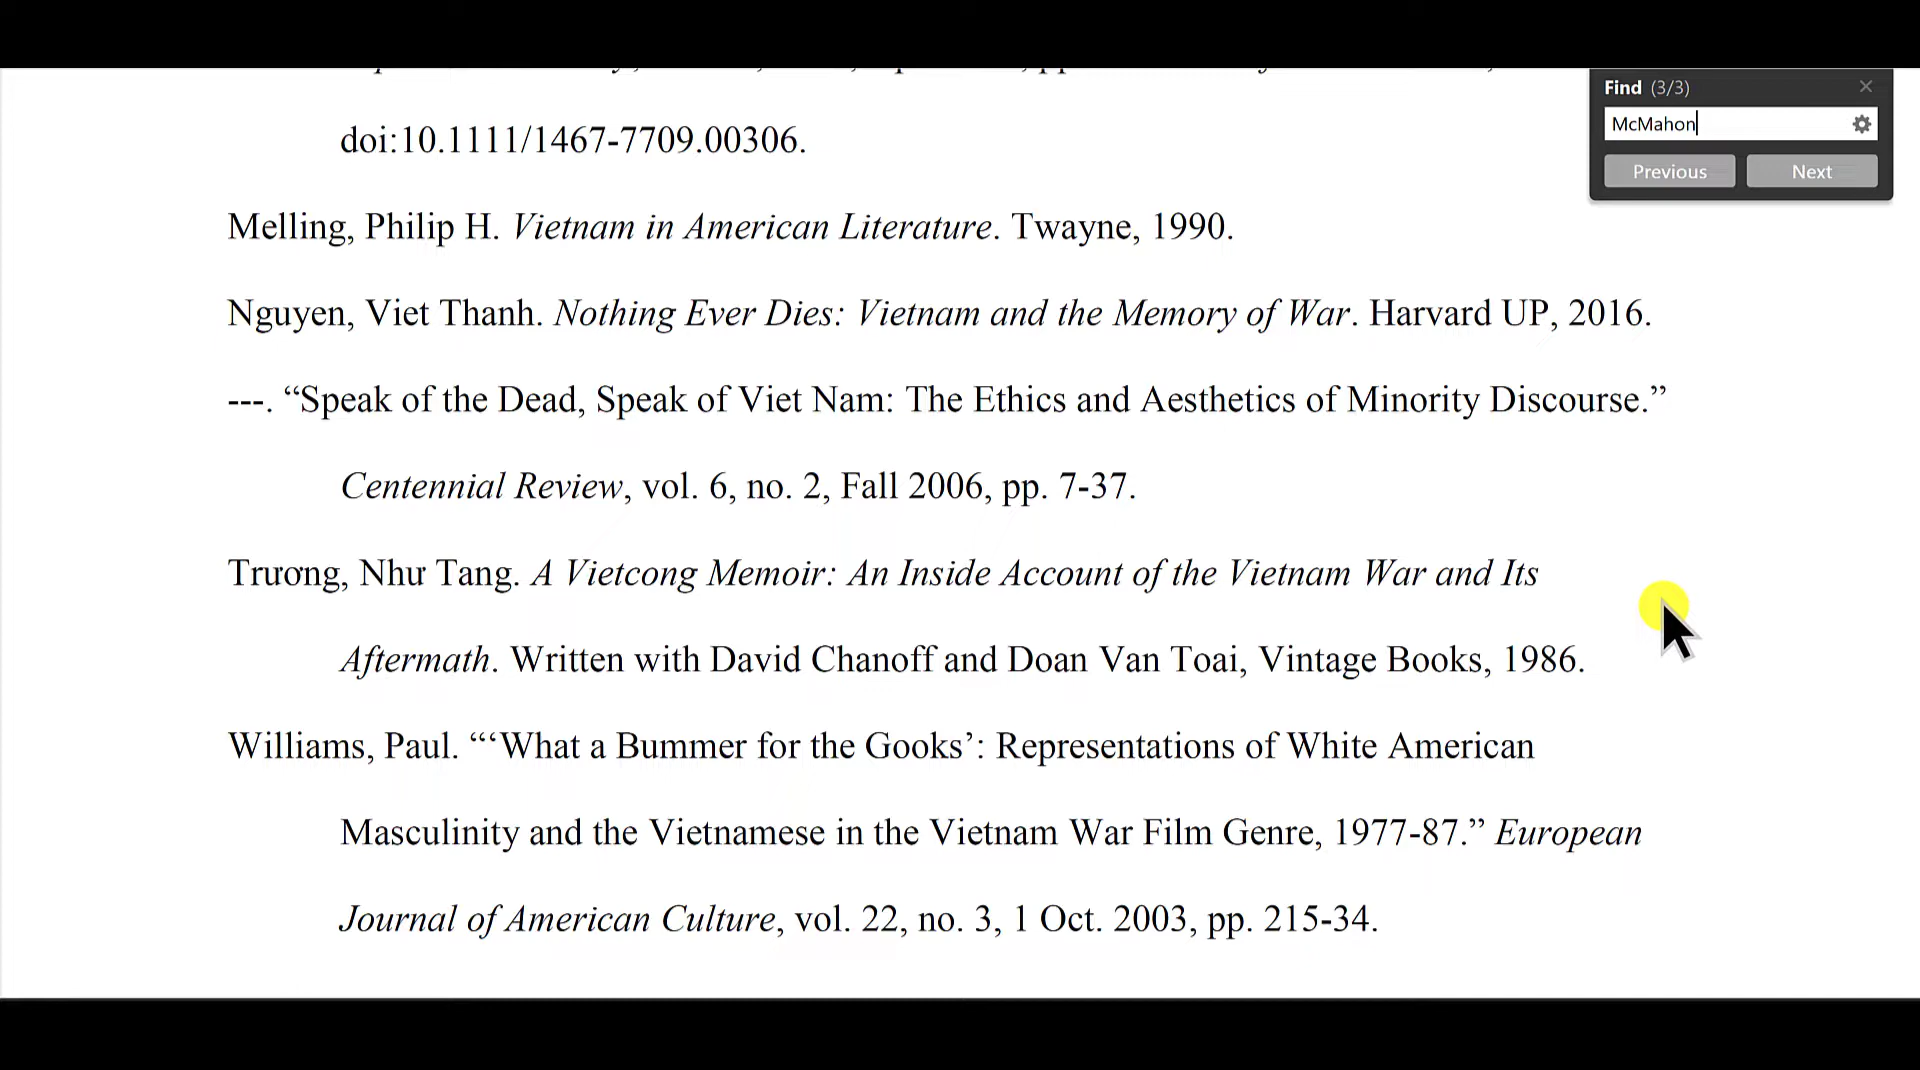 Find (3/3)
McMahon
Previous Next
doi:10.1111/1467-7709.00306.
Melling, Philip H. Vietnam in American Literature. Twayne, 1990.
Nguyen, Viet Thanh. Nothing Ever Dies: Vietnam and the Memory of War. Harvard UP, 2016.
---. “Speak of the Dead, Speak of Viet Nam: The Ethics and Aesthetics of Minority Discourse.”
Centennial Review, vol. 6, no. 2, Fall 2006, pp. 7-37.
Trương, Như Tang. A Vietcong Memoir: An Inside Account of the Vietnam War and Its
Aftermath. Written with David Chanoff and Doan Van Toai, Vintage Books, 1986.
Williams, Paul. “‘What a Bummer for the Gooks’: Representations of White American
Masculinity and the Vietnamese in the Vietnam War Film Genre, 1977-87.” European
Journal of American Culture, vol. 22, no. 3, 1 Oct. 2003, pp. 215-34.